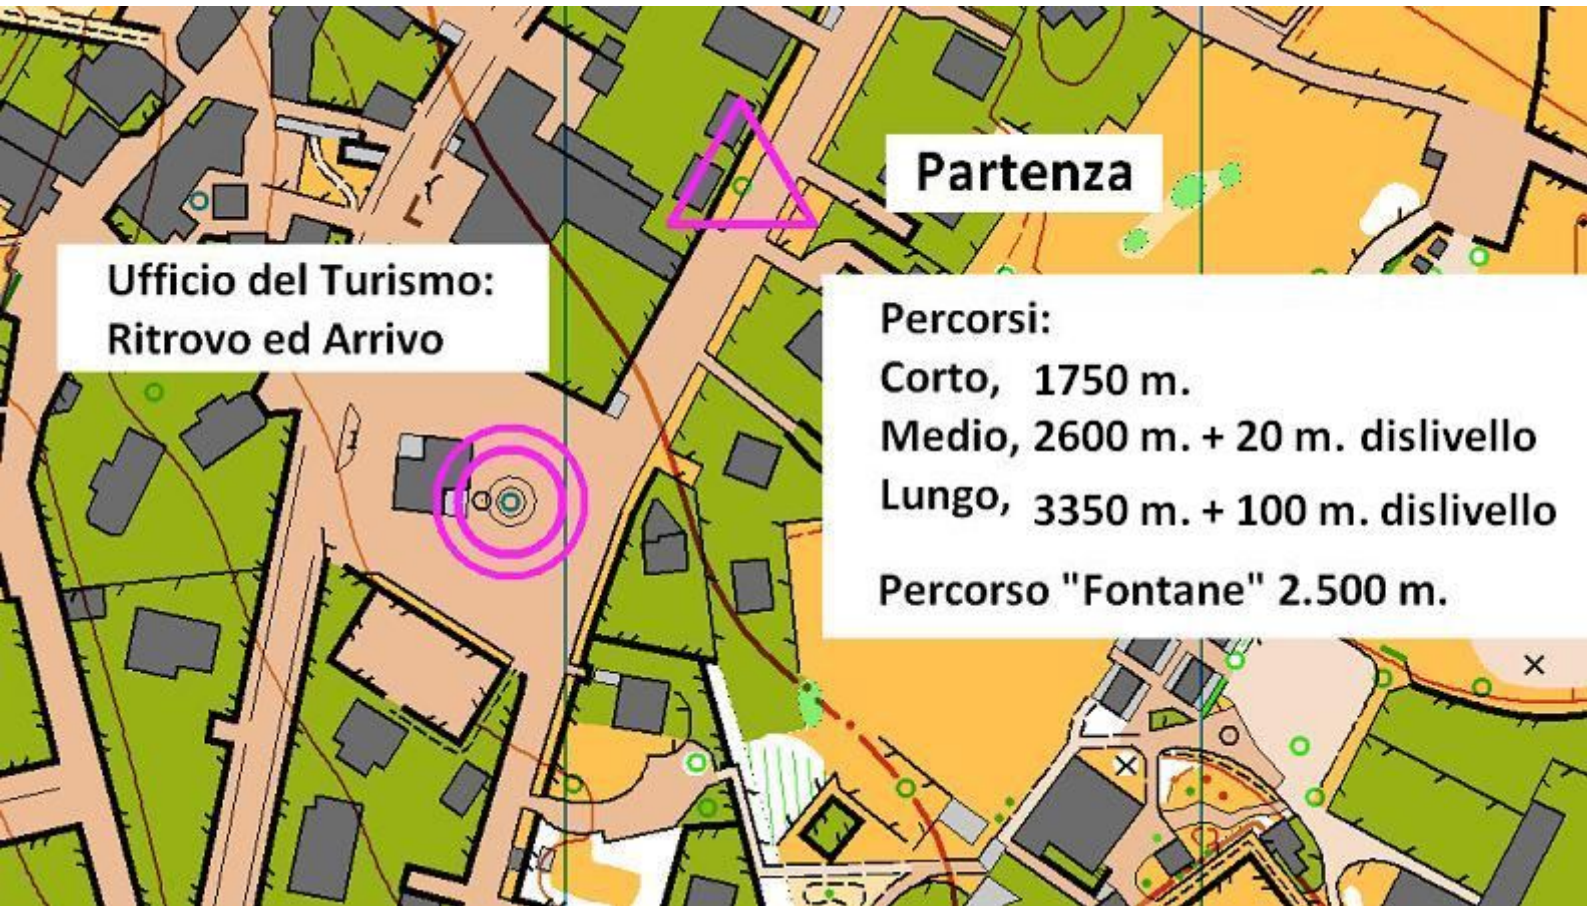 Partenza
Ufficio del Turismo:
Ritrovo ed Arrivo
Percorsi:
Corto, 1750 m.
Medio, 2600 m. + 20 m. dislivello
Lungo, 3350 m. + 100 m. dislivello
Percorso "Fontane" 2.500 m.